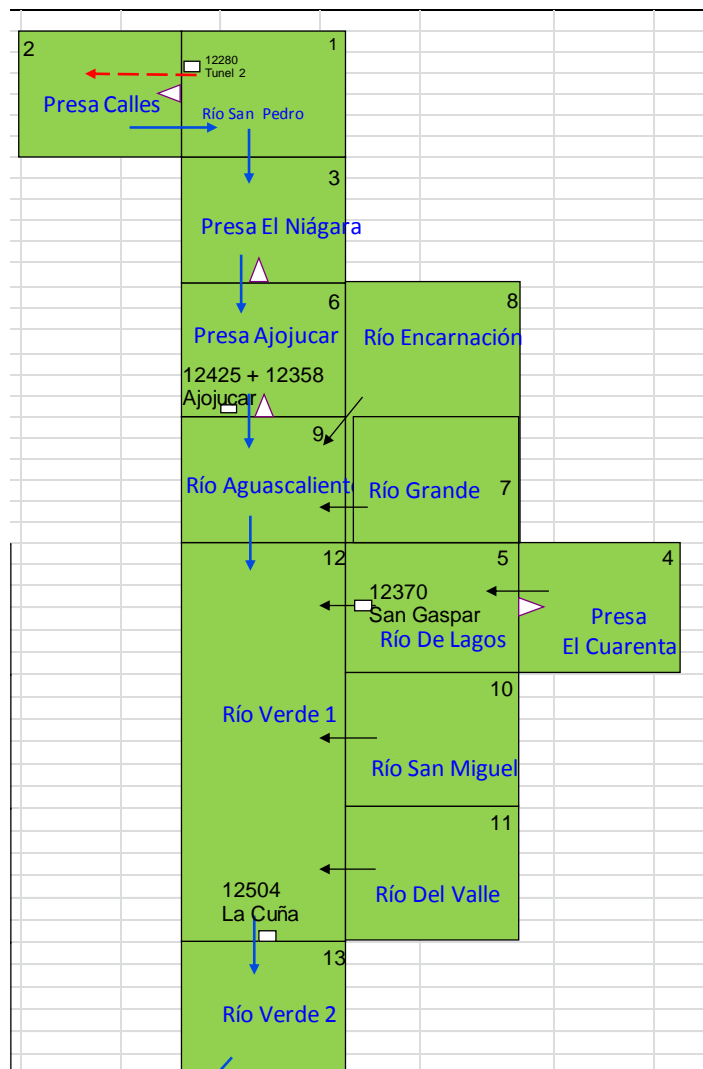 2
1
12280
Tunel 2
Presa Calles
Río San Pedro
3
Presa El Niágara
6
8
Presa Ajojucar
Río Encarnación
12425 + 12358
Ajojucar
9
Río Aguascaliente
Río Grande
7
12
5
4
12370
San Gaspar
Presa
El Cuarenta
Río De Lagos
10
Río Verde 1
Río San Miguel
11
12504
La Cuña
Río Del Valle
13
Río Verde 2